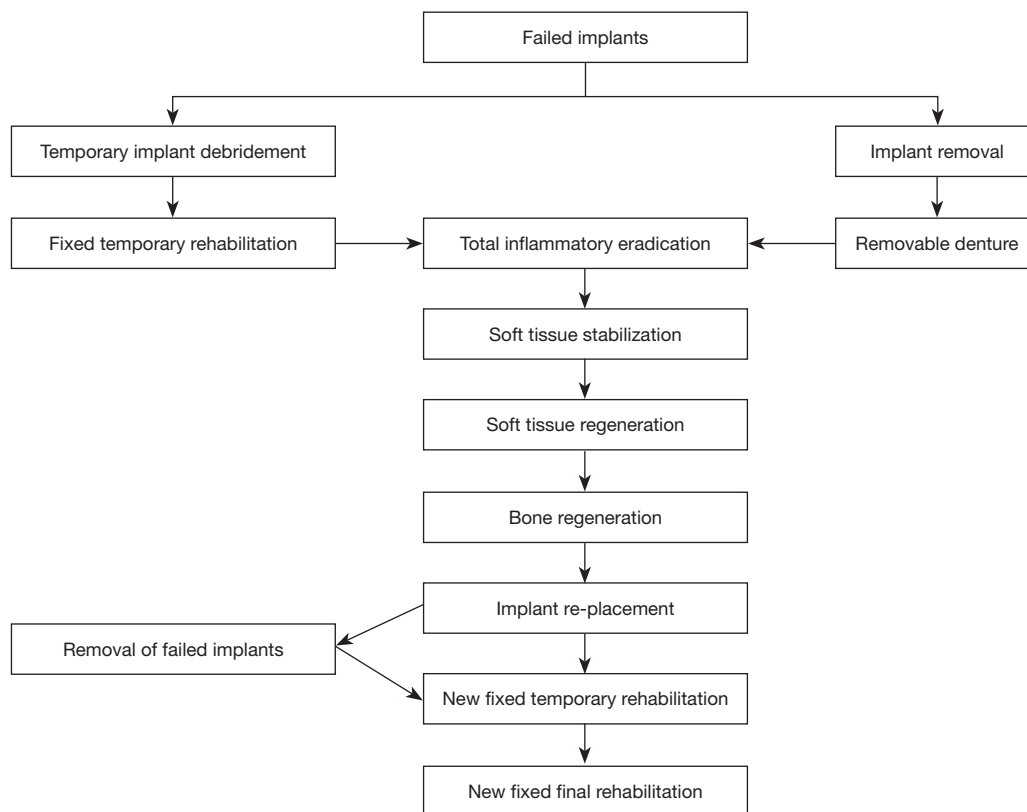 Failed implants
Temporary implant debridement
Implant removal
Fixed temporary rehabilitation
Total inflammatory eradication
Removable denture
Soft tissue stabilization
Soft tissue regeneration
Bone regeneration
Implant re-placement
Removal of failed implants
New fixed temporary rehabilitation
New fixed final rehabilitation